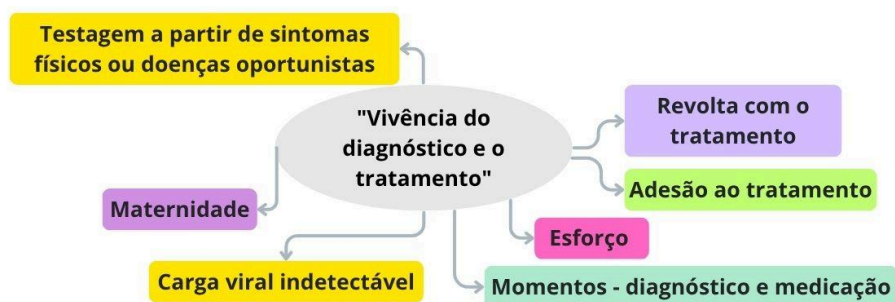 Testagem a partir de sintomas
físicos ou doenças oportunistas
"Vivência do
diagnóstico e o
tratamento"
Revolta com o
tratamento
Adesão ao tratamento
Maternidade
Esforço
Carga viral indetectável
Momentos - diagnóstico e medicação